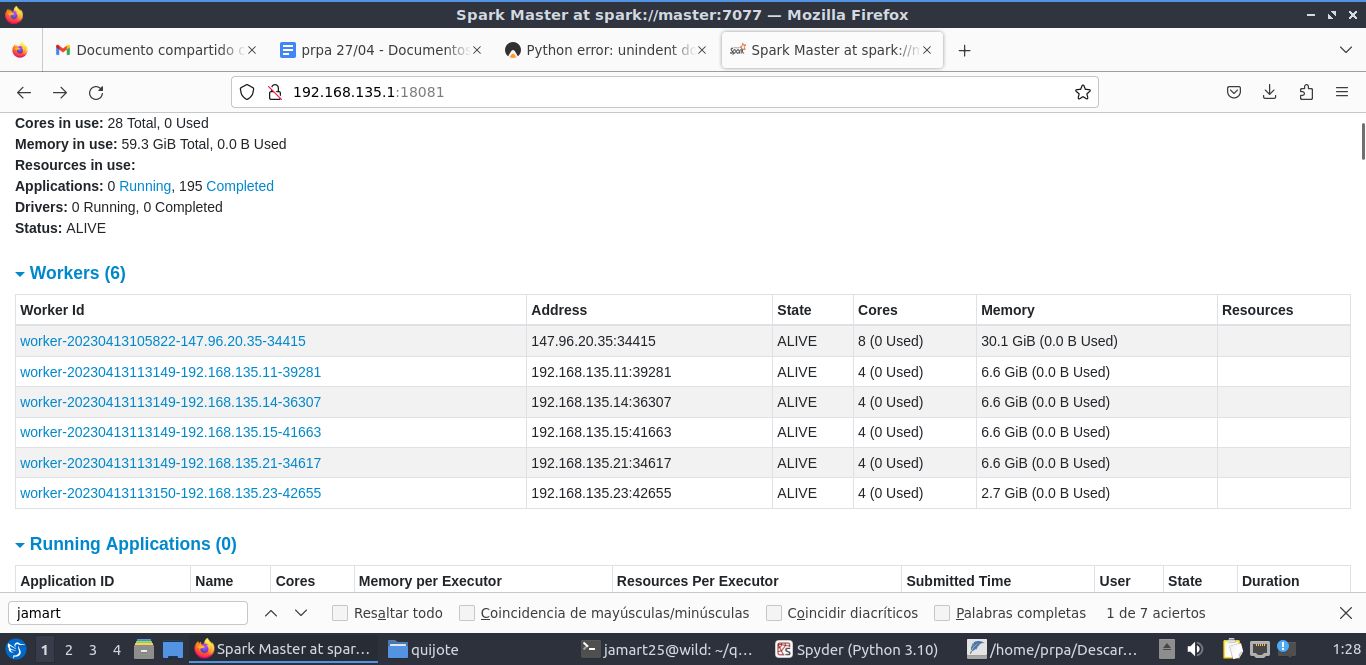 Spark Master at spark://master:7077 — Mozilla Firefox
Documento compartido c
prpa 27/04 - Documentos
Python error: unindent do
Spark Master at spark://m
192.168.135.1:18081
Cores in use: 28 Total, 0 Used
Memory in use: 59.3 GiB Total, 0.0 B Used
Resources in use:
Applications: 0 Running, 195 Completed
Drivers: 0 Running, 0 Completed
Status: ALIVE
Workers (6)
Worker Id Address State Cores Memory Resources
worker-20230413105822-147.96.20.35-34415 147.96.20.35:34415 ALIVE 8 (0 Used) 30.1 GiB (0.0 B Used)
worker-20230413113149-192.168.135.11-39281 192.168.135.11:39281 ALIVE 4 (0 Used) 6.6 GiB (0.0 B Used)
worker-20230413113149-192.168.135.14-36307 192.168.135.14:36307 ALIVE 4 (0 Used) 6.6 GiB (0.0 B Used)
worker-20230413113149-192.168.135.15-41663 192.168.135.15:41663 ALIVE 4 (0 Used) 6.6 GiB (0.0 B Used)
worker-20230413113149-192.168.135.21-34617 192.168.135.21:34617 ALIVE 4 (0 Used) 6.6 GiB (0.0 B Used)
worker-20230413113150-192.168.135.23-42655 192.168.135.23:42655 ALIVE 4 (0 Used) 2.7 GiB (0.0 B Used)
Running Applications (0)
Application ID Name Cores Memory per Executor Resources Per Executor Submitted Time User State Duration
jamart Resaltar todo Coincidencia de mayúsculas/minúsculas Coincidir diacríticos Palabras completas 1 de 7 aciertos
1 2 3 4 Spark Master at spar... quijote jamart25@wild: ~/q... Spyder (Python 3.10) /home/prpa/Descar... 1:28